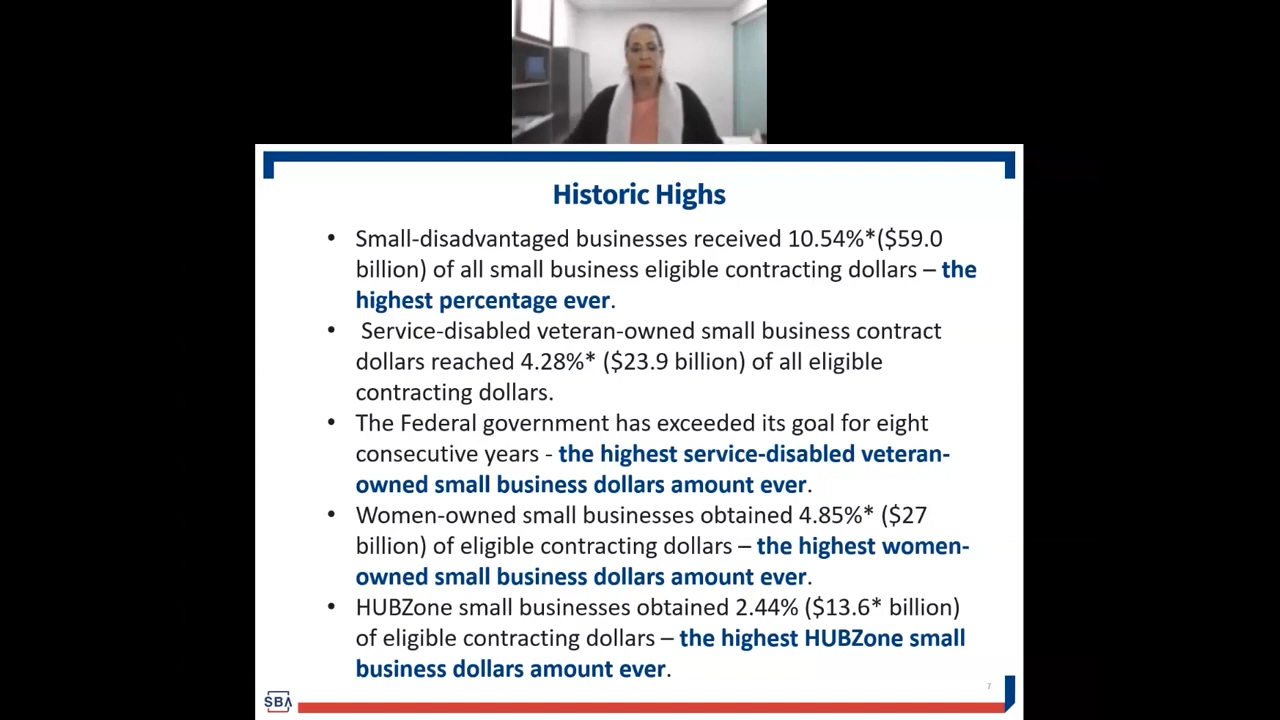 Historic Highs
• Small-disadvantaged businesses received 10.54%*($59.0
billion) of all small business eligible contracting dollars – the
highest percentage ever.
• Service-disabled veteran-owned small business contract
dollars reached 4.28%* ($23.9 billion) of all eligible
contracting dollars.
• The Federal government has exceeded its goal for eight
consecutive years - the highest service-disabled veteran-
owned small business dollars amount ever.
• Women-owned small businesses obtained 4.85%* ($27
billion) of eligible contracting dollars – the highest women-
owned small business dollars amount ever.
• HUBZone small businesses obtained 2.44% ($13.6* billion)
of eligible contracting dollars – the highest HUBZone small
business dollars amount ever.
7
SBA